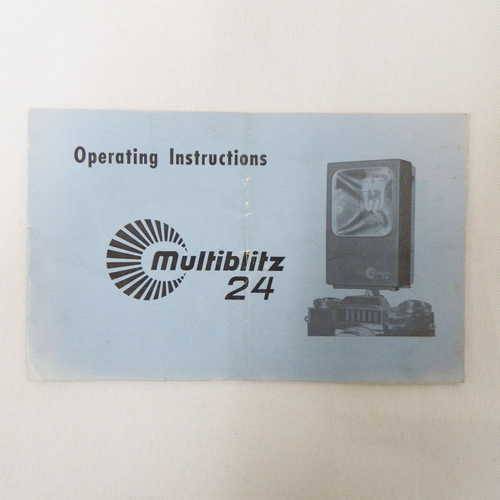 Operating Instructions
Multiblitz
24